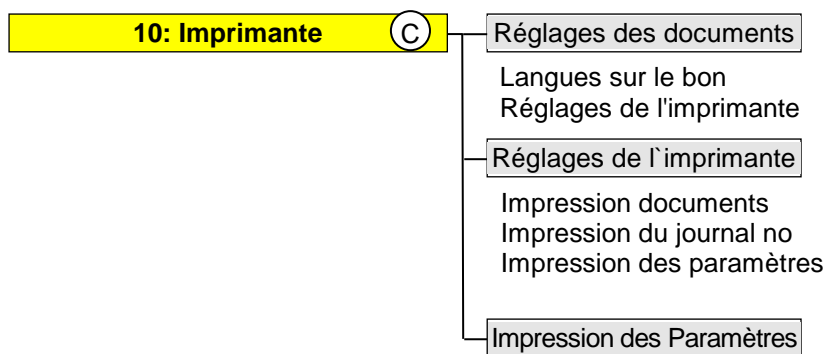 10: Imprimante C
Réglages des documents
Langues sur le bon
Réglages de l'imprimante
Réglages de l`imprimante
Impression documents
Impression du journal no
Impression des paramètres
Impression des Paramètres